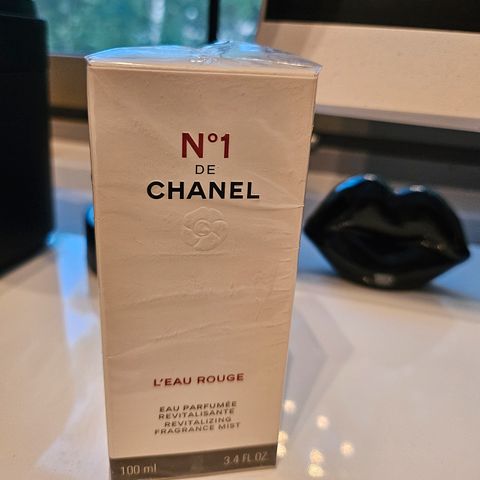 N°1
DE
CHANEL
L'EAU ROUGE
EAU PARFUMÉE
REVITALISANTE
REVITALIZING
FRAGRANCE MIST
100 ml 3.4 FL. OZ.